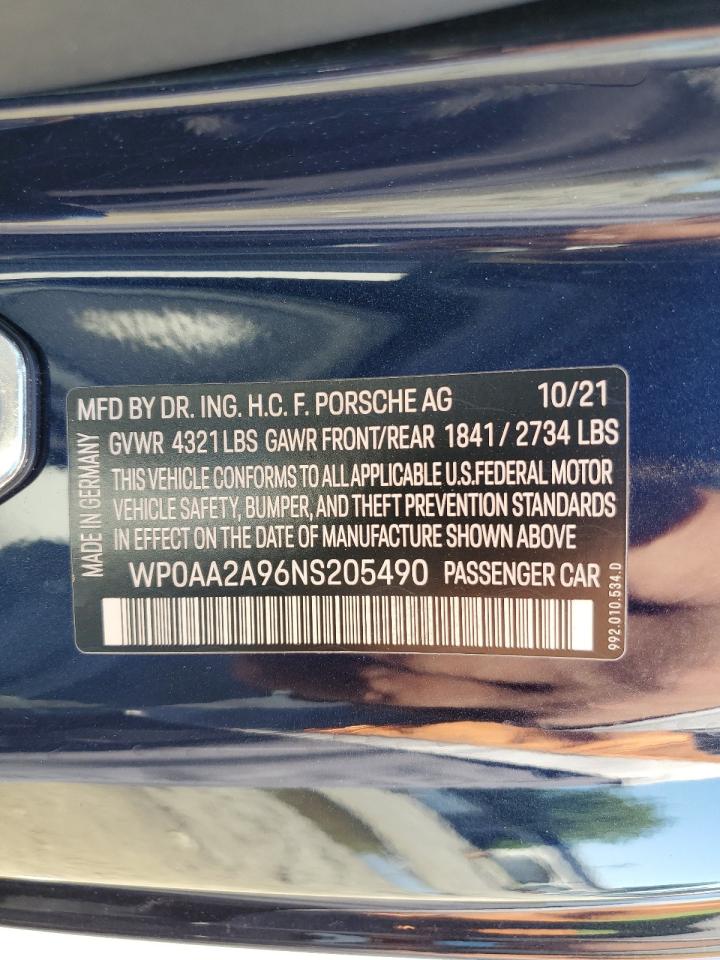 MFD BY DR. ING. H.C. F. PORSCHE AG 10/21
GVWR 4321 LBS GAWR FRONT/REAR 1841 / 2734 LBS
MADE IN GERMANY
THIS VEHICLE CONFORMS TO ALL APPLICABLE U.S.FEDERAL MOTOR
VEHICLE SAFETY, BUMPER, AND THEFT PREVENTION STANDARDS
IN EFFECT ON THE DATE OF MANUFACTURE SHOWN ABOVE
WP0AA2A96NS205490 PASSENGER CAR
992.010.534.D